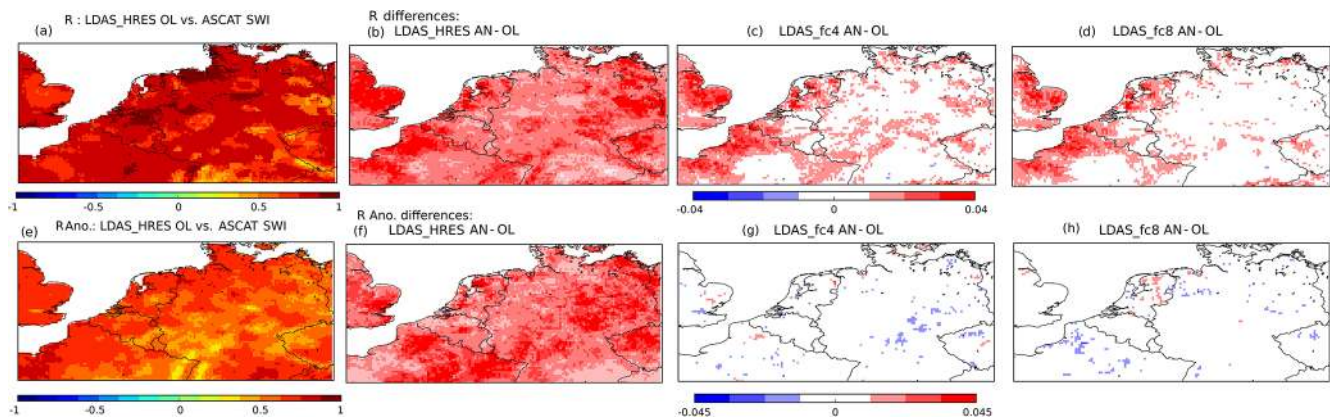 R : LDAS_HRES OL vs. ASCAT SWI
R differences:
(a)
(b) LDAS_HRES AN- OL
(c) LDAS_fc4 AN-OL
(d) LDAS_fc8 AN-OL
-1 -0.5 0 0.5 1
-0.04 0 0.04
(e) R Ano.: LDAS_HRES OL vs. ASCAT SWI
R Ano. differences:
(f) LDAS_HRES AN- OL
(g) LDAS_fc4 AN-OL
(h) LDAS_fc8 AN-OL
-1 -0.5 0 0.5 1
-0.045 0 0.045